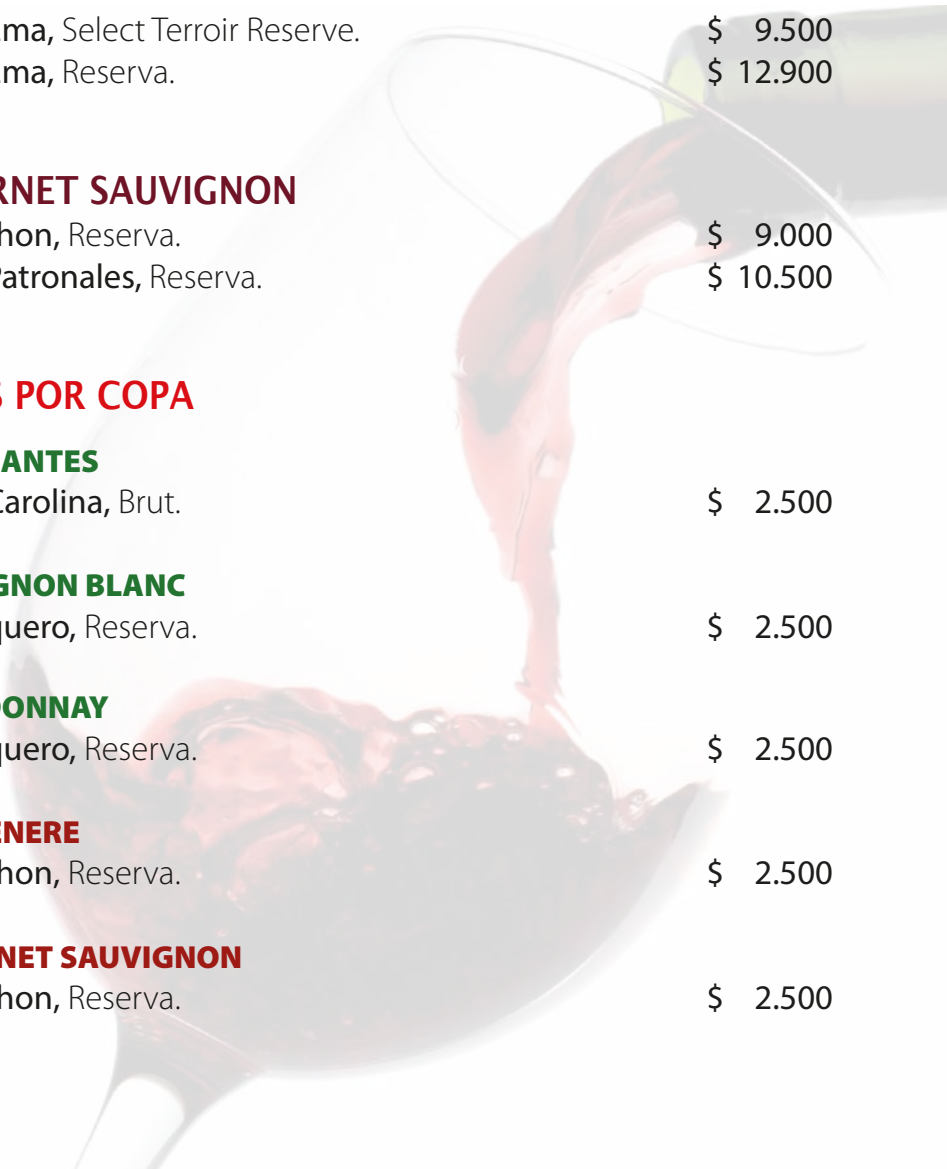 ma, Select Terroir Reserve. $ 9.500
ma, Reserva. $ 12.900
RNET SAUVIGNON
hon, Reserva. $ 9.000
Patronales, Reserva. $ 10.500
S POR COPA
ANTES
Carolina, Brut. $ 2.500
GNON BLANC
quero, Reserva. $ 2.500
DONNAY
quero, Reserva. $ 2.500
ENERE
hon, Reserva. $ 2.500
NET SAUVIGNON
hon, Reserva. $ 2.500